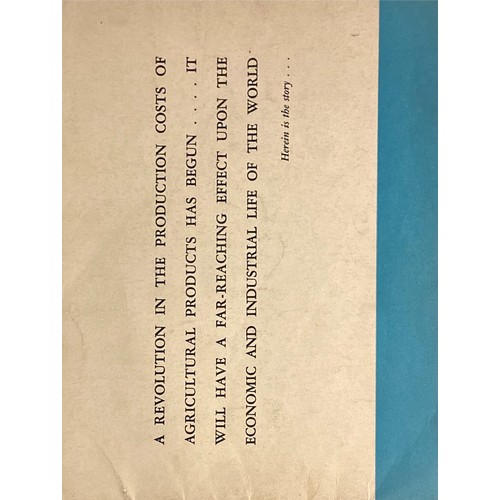 A REVOLUTION IN THE PRODUCTION COSTS OF
AGRICULTURAL PRODUCTS HAS BEGUN . . . . IT
WILL HAVE A FAR-REACHING EFFECT UPON THE
ECONOMIC AND INDUSTRIAL LIFE OF THE WORLD.
Herein is the story . . .